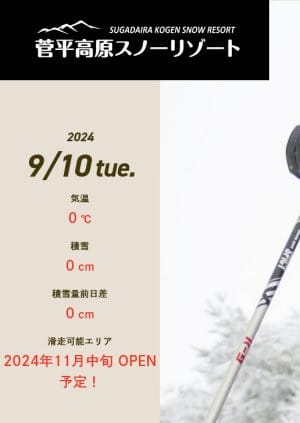 SUGADAIRA KOGEN SNOW RESORT
菅平高原スノーリゾート
2024
9/10 tue.
気温
0 ℃
積雪
0 cm
積雪量前日差
0 cm
滑走可能エリア
2024年11月中旬 OPEN
予定！